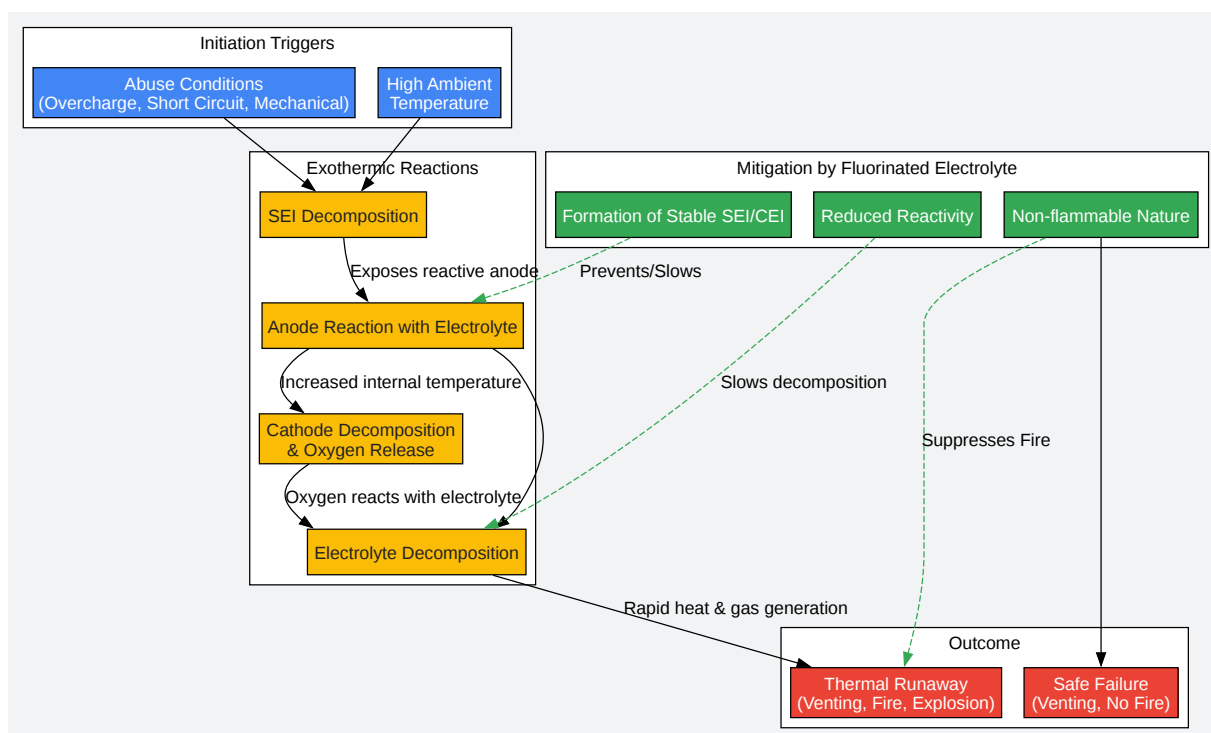 Initiation Triggers
Abuse Conditions
(Overcharge, Short Circuit, Mechanical)
High Ambient
Temperature
Exothermic Reactions
Mitigation by Fluorinated Electrolyte
SEI Decomposition
Formation of Stable SEI/CEI
Reduced Reactivity
Non-flammable Nature
Exposes reactive anode
Prevents/Slows
Anode Reaction with Electrolyte
Increased internal temperature
Slows decomposition
Cathode Decomposition
& Oxygen Release
Suppresses Fire
Oxygen reacts with electrolyte
Electrolyte Decomposition
Rapid heat & gas generation
Outcome
Thermal Runaway
(Venting, Fire, Explosion)
Safe Failure
(Venting, No Fire)